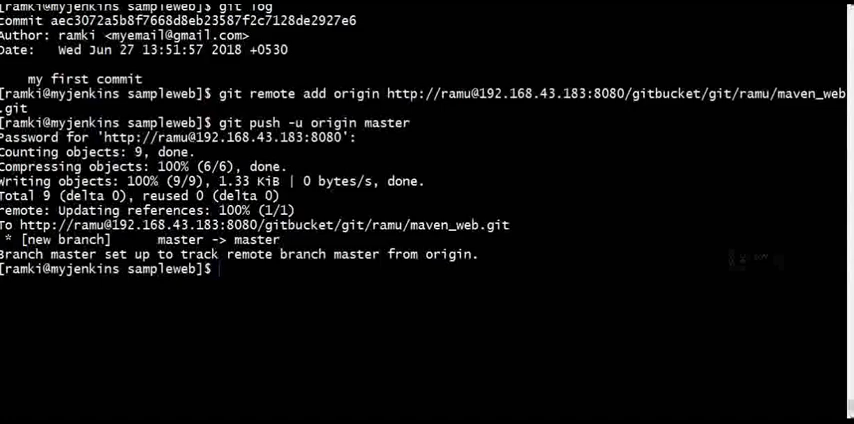 [ramki@myjenkins sampleweb]$ git log
commit aec3072a5b8f7668d8eb23587f2c7128de2927e6
Author: ramki <myemail@gmail.com>
Date:   Wed Jun 27 13:51:57 2018 +0530
my first commit
[ramki@myjenkins sampleweb]$ git remote add origin http://ramu@192.168.43.183:8080/gitbucket/git/ramu/maven_web
.git
[ramki@myjenkins sampleweb]$ git push -u origin master
Password for 'http://ramu@192.168.43.183:8080':
Counting objects: 9, done.
Compressing objects: 100% (6/6), done.
Writing objects: 100% (9/9), 1.33 KiB | 0 bytes/s, done.
Total 9 (delta 0), reused 0 (delta 0)
remote: Updating references: 100% (1/1)
To http://ramu@192.168.43.183:8080/gitbucket/git/ramu/maven_web.git
* [new branch]      master -> master
Branch master set up to track remote branch master from origin.
[ramki@myjenkins sampleweb]$